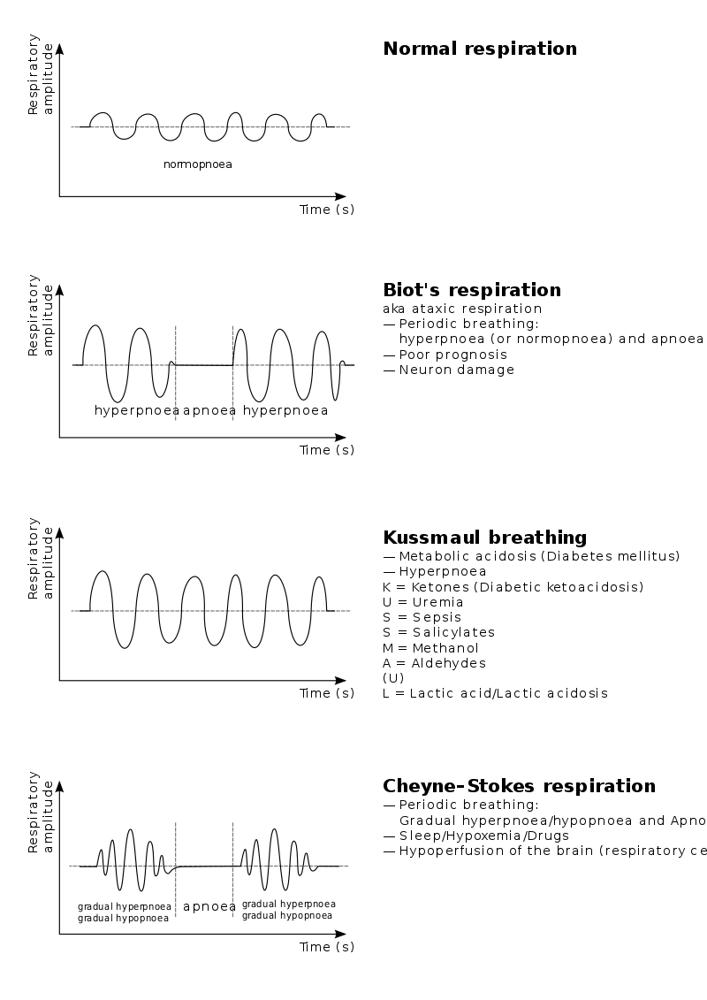 Respiratory
amplitude
normopnoea
Time (s)
Normal respiration
Respiratory
amplitude
hyperpnoea apnoea hyperpnoea
Time (s)
Biot's respiration
aka ataxic respiration
— Periodic breathing:
hyperpnoea (or normopnoea) and apnoea
— Poor prognosis
— Neuron damage
Respiratory
amplitude
Time (s)
Kussmaul breathing
— Metabolic acidosis (Diabetes mellitus)
— Hyperpnoea
K = Ketones (Diabetic ketoacidosis)
U = Uremia
S = Sepsis
S = Salicylates
M = Methanol
A = Aldehydes
(U)
L = Lactic acid/Lactic acidosis
Respiratory
amplitude
gradual hyperpnoea
gradual hypopnoea
apnoea
gradual hyperpnoea
gradual hypopnoea
Time (s)
Cheyne–Stokes respiration
— Periodic breathing:
Gradual hyperpnoea/hypopnoea and Apno
— Sleep/Hypoxemia/Drugs
— Hypoperfusion of the brain (respiratory ce